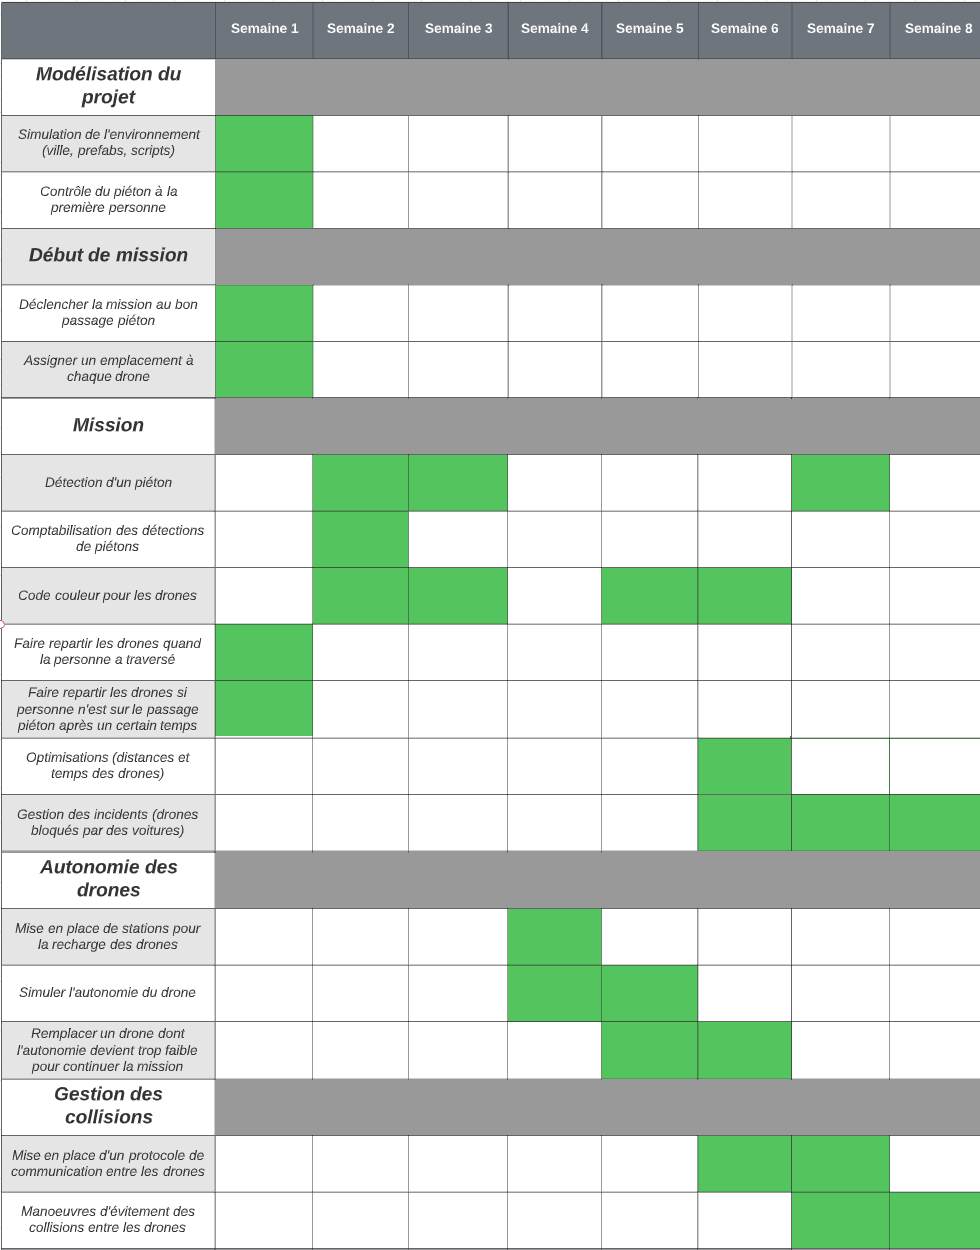 Semaine 1 Semaine 2 Semaine 3 Semaine 4 Semaine 5 Semaine 6 Semaine 7 Semaine 8
Modélisation du
projet
Simulation de l'environnement
(ville, prefabs, scripts)
Contrôle du piéton à la
première personne
Début de mission
Déclencher la mission au bon
passage piéton
Assigner un emplacement à
chaque drone
Mission
Détection d'un piéton
Comptabilisation des détections
de piétons
Code couleur pour les drones
Faire repartir les drones quand
la personne a traversé
Faire repartir les drones si
personne n'est sur le passage
piéton après un certain temps
Optimisations (distances et
temps des drones)
Gestion des incidents (drones
bloqués par des voitures)
Autonomie des
drones
Mise en place de stations pour
la recharge des drones
Simuler l'autonomie du drone
Remplacer un drone dont
l'autonomie devient trop faible
pour continuer la mission
Gestion des
collisions
Mise en place d'un protocole de
communication entre les drones
Manoeuvres d'évitement des
collisions entre les drones